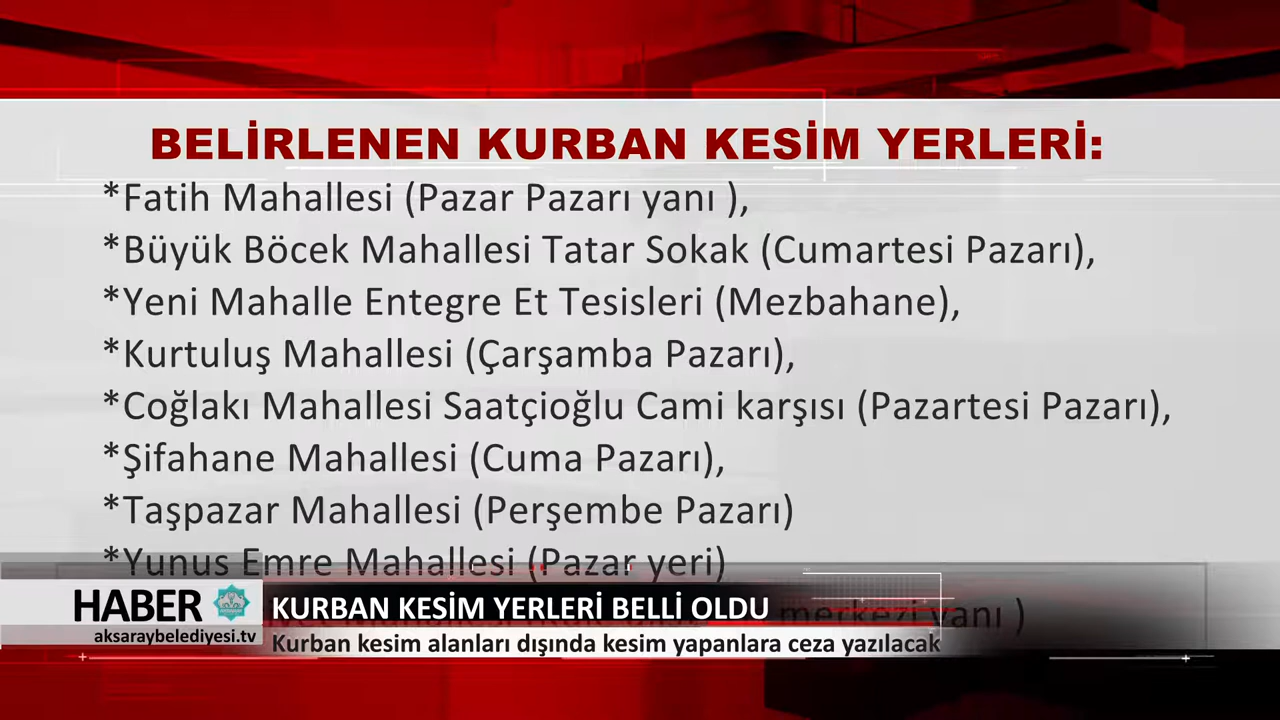 BELİRLENEN KURBAN KESİM YERLERİ:
*Fatih Mahallesi (Pazar Pazarı yanı ),
*Büyük Böcek Mahallesi Tatar Sokak (Cumartesi Pazarı),
*Yeni Mahalle Entegre Et Tesisleri (Mezbahane),
*Kurtuluş Mahallesi (Çarşamba Pazarı),
*Coğlakı Mahallesi Saatçioğlu Cami karşısı (Pazartesi Pazarı),
*Şifahane Mahallesi (Cuma Pazarı),
*Taşpazar Mahallesi (Perşembe Pazarı)
*Yunus Emre Mahallesi (Pazar yeri)
merkezi yanı )
HABER
aksaraybelediyesi.tv
KURBAN KESİM YERLERİ BELLİ OLDU
Kurban kesim alanları dışında kesim yapanlara ceza yazılacak